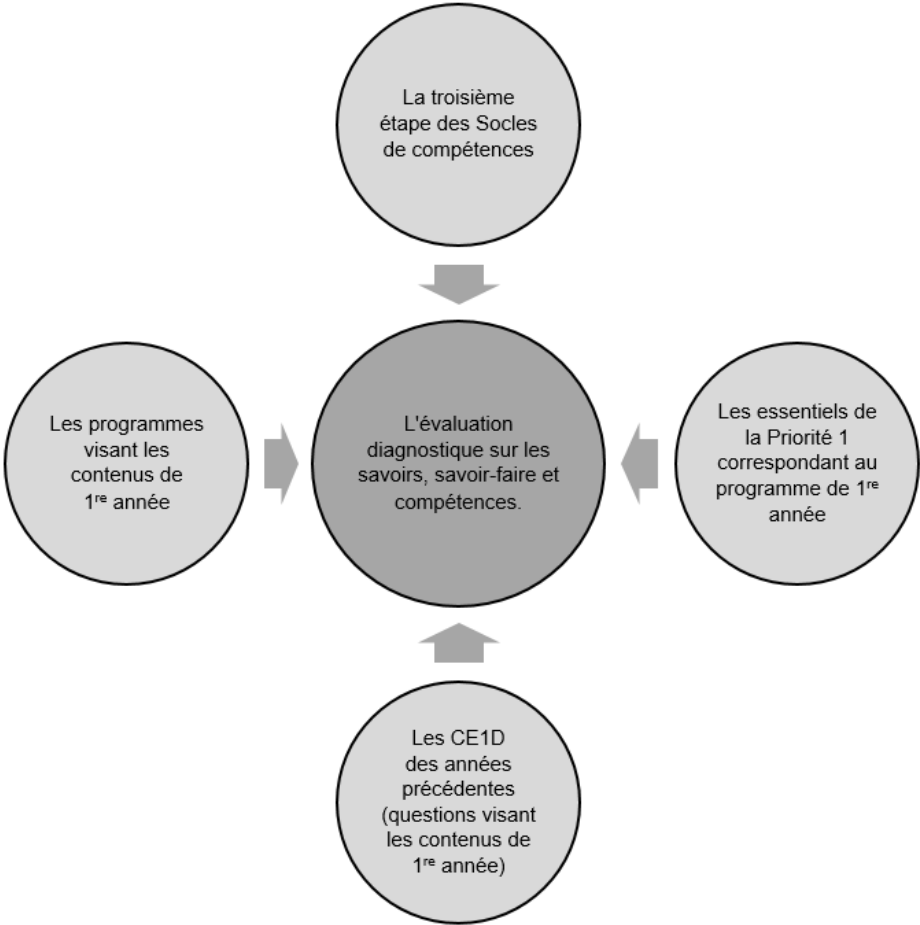 La troisième
étape des Socles
de compétences
Les programmes
visant les
contenus de
1re année
L'évaluation
diagnostique sur les
savoirs, savoir-faire et
compétences.
Les essentiels de
la Priorité 1
correspondant au
programme de 1re
année
Les CE1D
des années
précédentes
(questions visant
les contenus de
1re année)